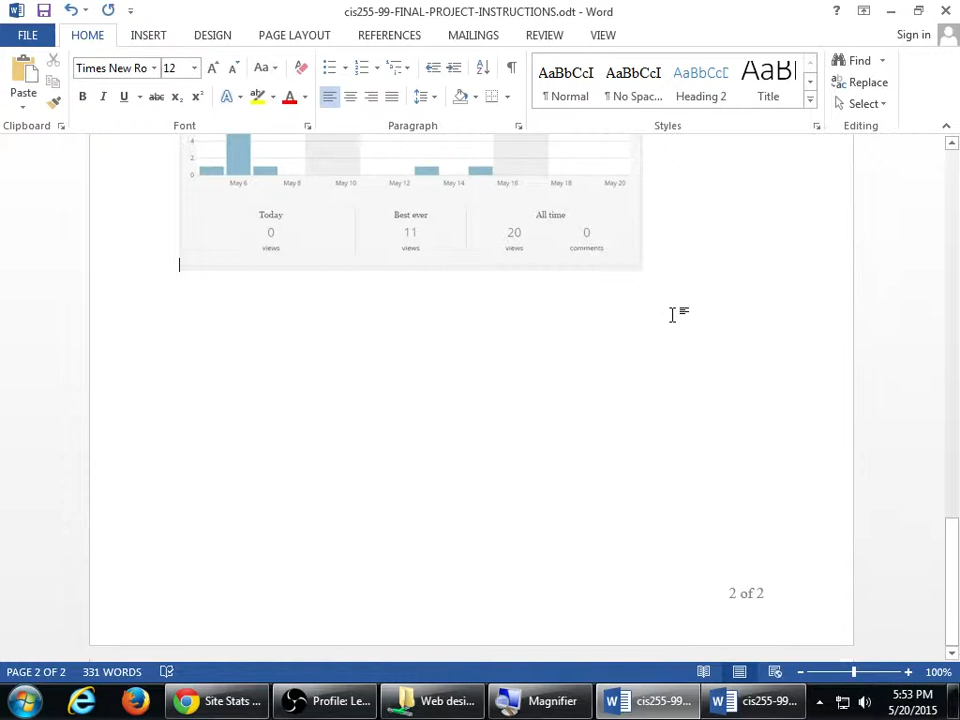 cis255-99-FINAL-PROJECT-INSTRUCTIONS.odt - Word
FILE HOME INSERT DESIGN PAGE LAYOUT REFERENCES MAILINGS REVIEW VIEW Sign in
Paste
Times New Ro 12 Aa
B I U abc x₂ x² A ab A
AaBbCcI AaBbCcI AaBbCcD AaB
¶ Normal ¶ No Spac... Heading 2 Title
Find
Replace
Select
Clipboard Font Paragraph Styles Editing
4
2
0
May 6 May 8 May 10 May 12 May 14 May 16 May 18 May 20
Today Best ever All time
0 11 20 0
views views views comments
2 of 2
PAGE 2 OF 2 331 WORDS 100%
Site Stats ... Profile: Le... Web desi... Magnifier cis255-99... cis255-99...
5:53 PM
5/20/2015